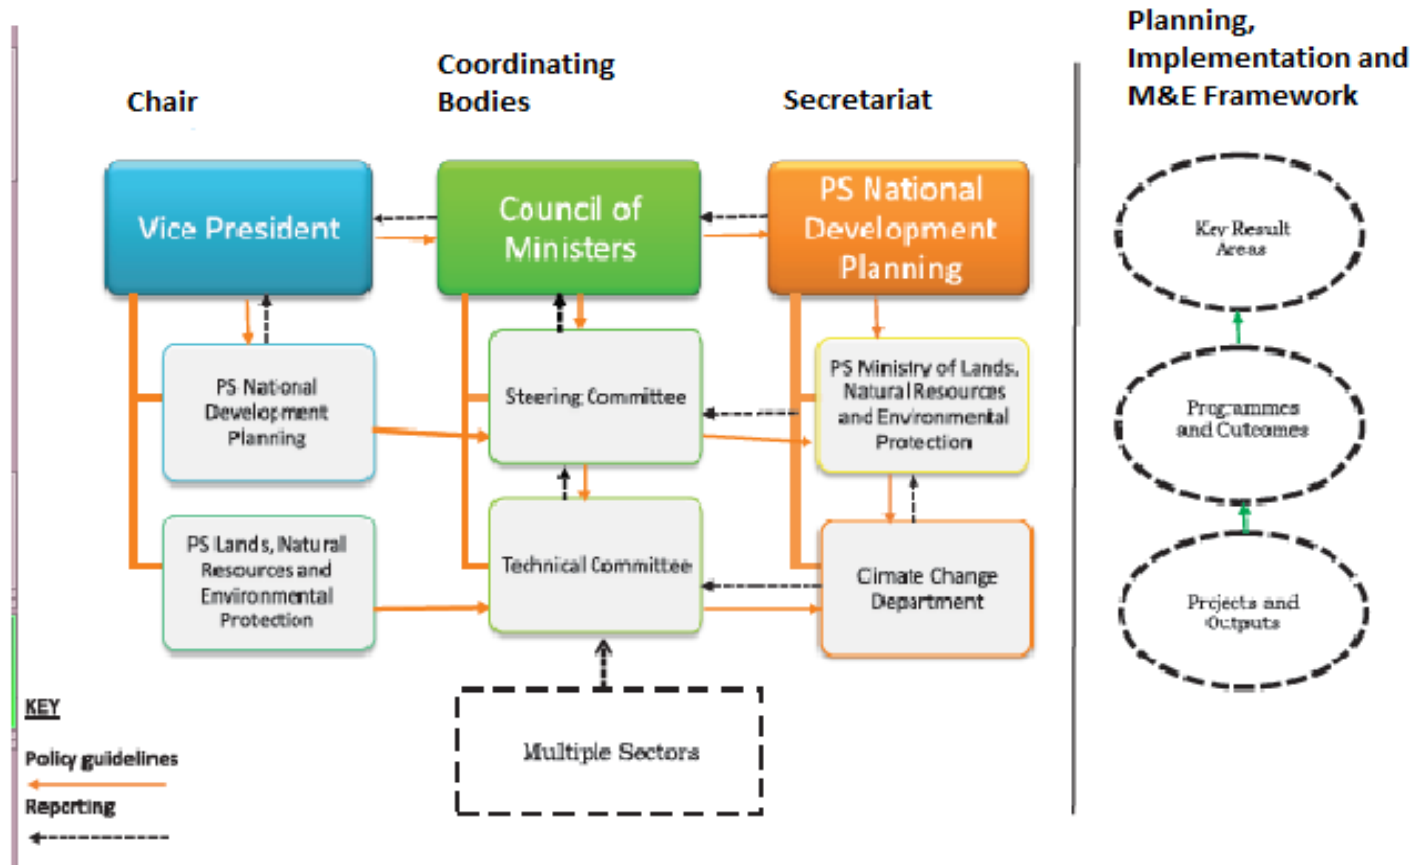 Planning,
Implementation and
M&E Framework
Coordinating
Bodies
Chair
Secretariat
Vice President
Council of
Ministers
PS National
Development
Planning
Key Result
Areas
PS National
Development
Planning
Steering Committee
PS Ministry of Lands,
Natural Resources
and Environmental
Protection
Programmes
and Outcomes
PS Lands, Natural
Resources and
Environmental
Protection
Technical Committee
Climate Change
Department
Projects and
Outputs
Multiple Sectors
KEY
Policy guidelines
Reporting